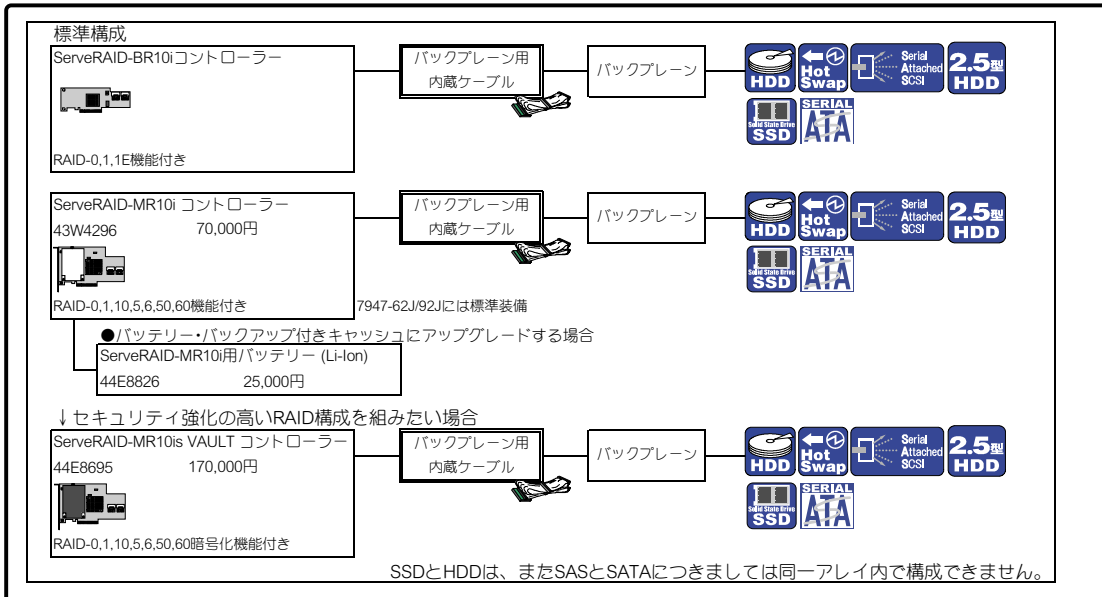 標準構成
ServeRAID-BR10iコントローラー
RAID-0,1,1E機能付き
バックプレーン用
内蔵ケーブル
バックプレーン
HDD
Hot
Swap
Serial
Attached
SCSI
2.5型
HDD
Solid State Drive
SSD
SERIAL
ATA
ServeRAID-MR10i コントローラー
43W4296 70,000円
RAID-0,1,10,5,6,50,60機能付き
7947-62J/92Jには標準装備
バックプレーン用
内蔵ケーブル
バックプレーン
HDD
Hot
Swap
Serial
Attached
SCSI
2.5型
HDD
Solid State Drive
SSD
SERIAL
ATA
●バッテリー・バックアップ付きキャッシュにアップグレードする場合
ServeRAID-MR10i用バッテリー (Li-Ion)
44E8826 25,000円
↓セキュリティ強化の高いRAID構成を組みたい場合
ServeRAID-MR10is VAULT コントローラー
44E8695 170,000円
RAID-0,1,10,5,6,50,60暗号化機能付き
バックプレーン用
内蔵ケーブル
バックプレーン
HDD
Hot
Swap
Serial
Attached
SCSI
2.5型
HDD
Solid State Drive
SSD
SERIAL
ATA
SSDとHDDは、またSASとSATAにつきましては同一アレイ内で構成できません。